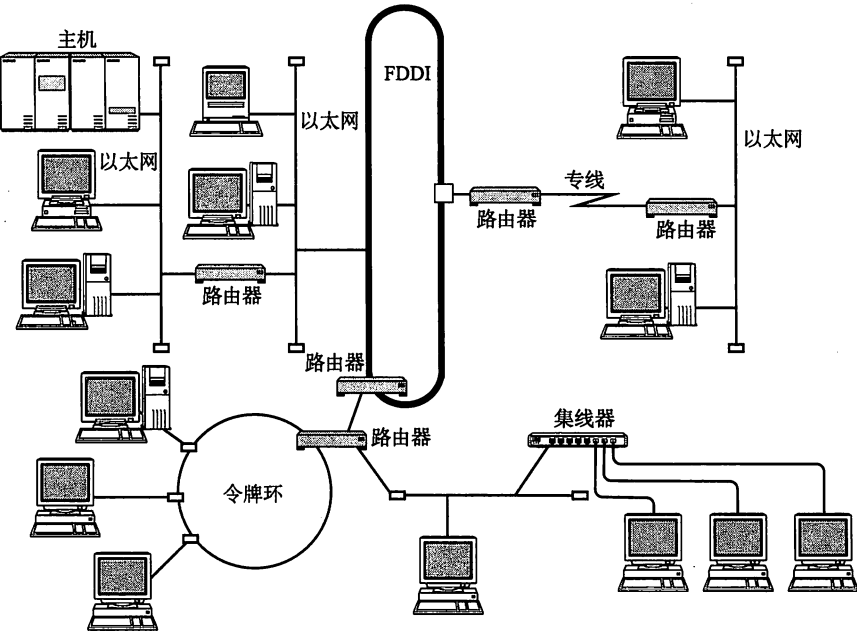 主机
FDDI
以太网
以太网
以太网
专线
路由器
路由器
路由器
路由器
路由器
集线器
令牌环